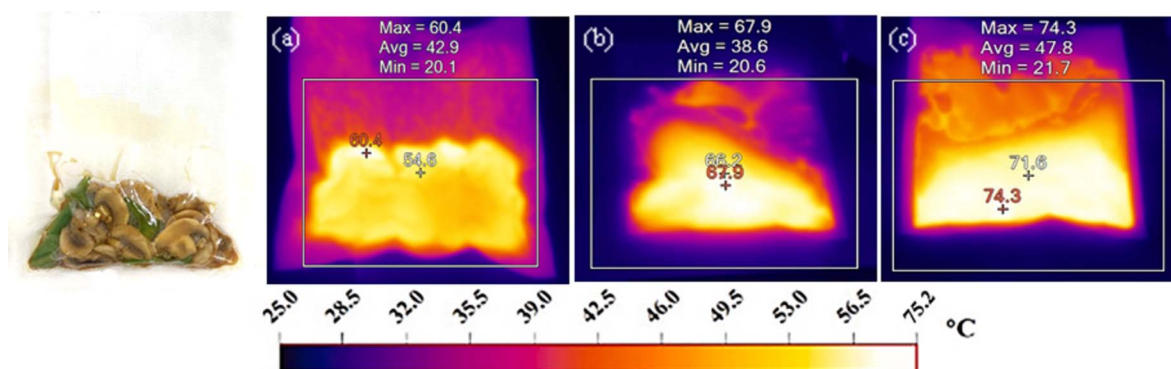 (a)
Max = 60.4
Avg = 42.9
Min = 20.1
60.4
54.6
(b)
Max = 67.9
Avg = 38.6
Min = 20.6
66.2
67.9
(c)
Max = 74.3
Avg = 47.8
Min = 21.7
71.6
74.3
25.0 28.5 32.0 35.5 39.0 42.5 46.0 49.5 53.0 56.5 75.2 °C